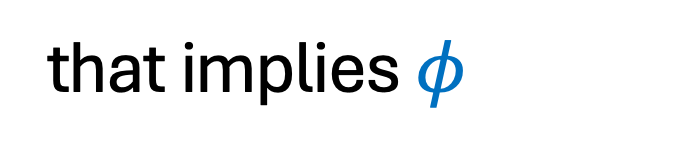 that implies ϕ